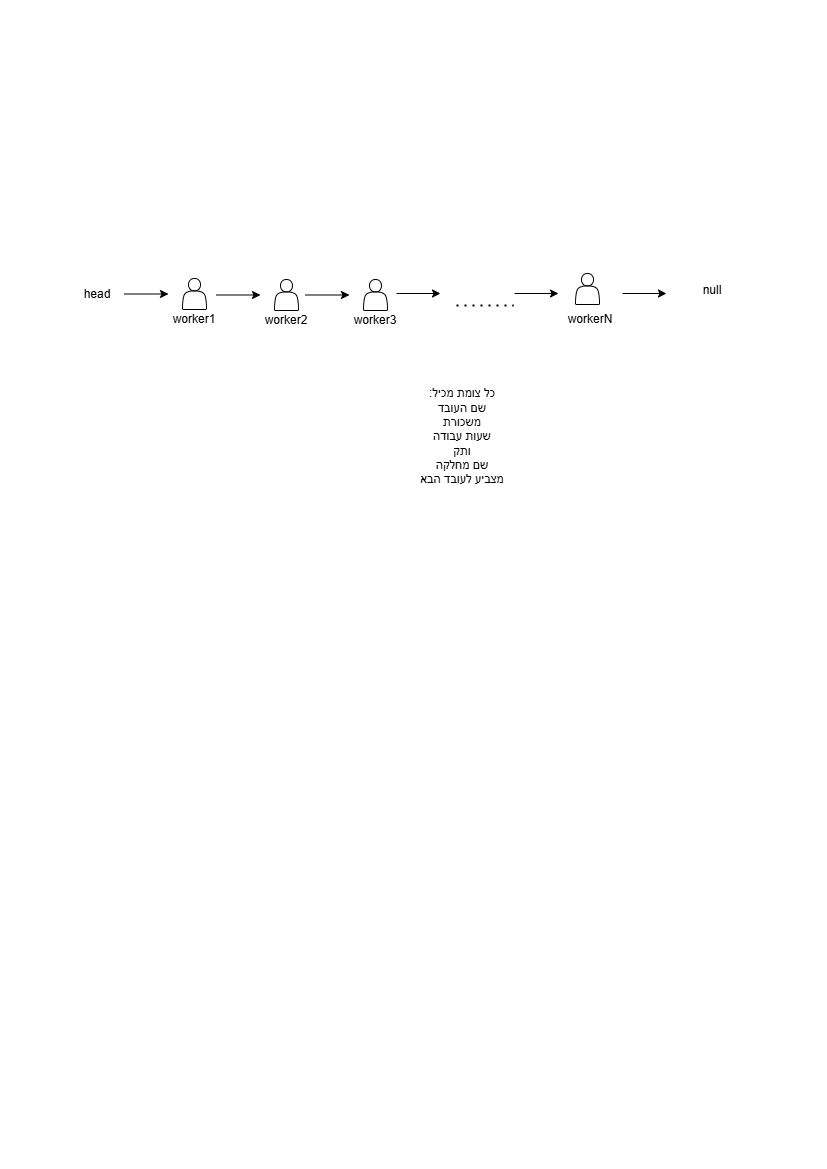 head
worker1
worker2
worker3
........
workerN
null
כל צומת מכיל:
שם העובד
משכורת
שעות עבודה
ותק
שם מחלקה
מצביע לעובד הבא